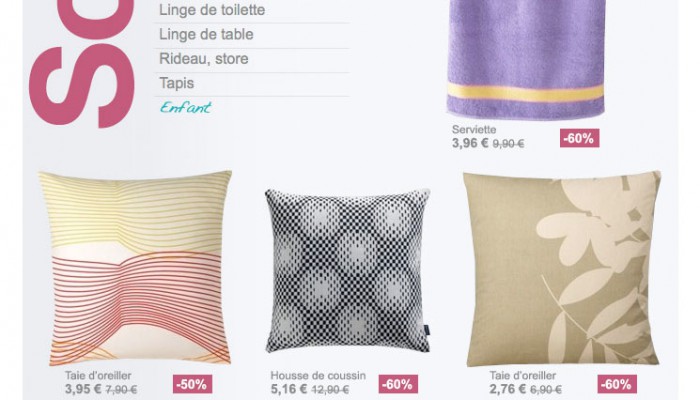 So
Linge de toilette
Linge de table
Rideau, store
Tapis
Enfant
Serviette
3,96 € 9,90 € -60%
Taie d'oreiller
3,95 € 7,90 € -50%
Housse de coussin
5,16 € 12,90 € -60%
Taie d'oreiller
2,76 € 6,90 € -60%